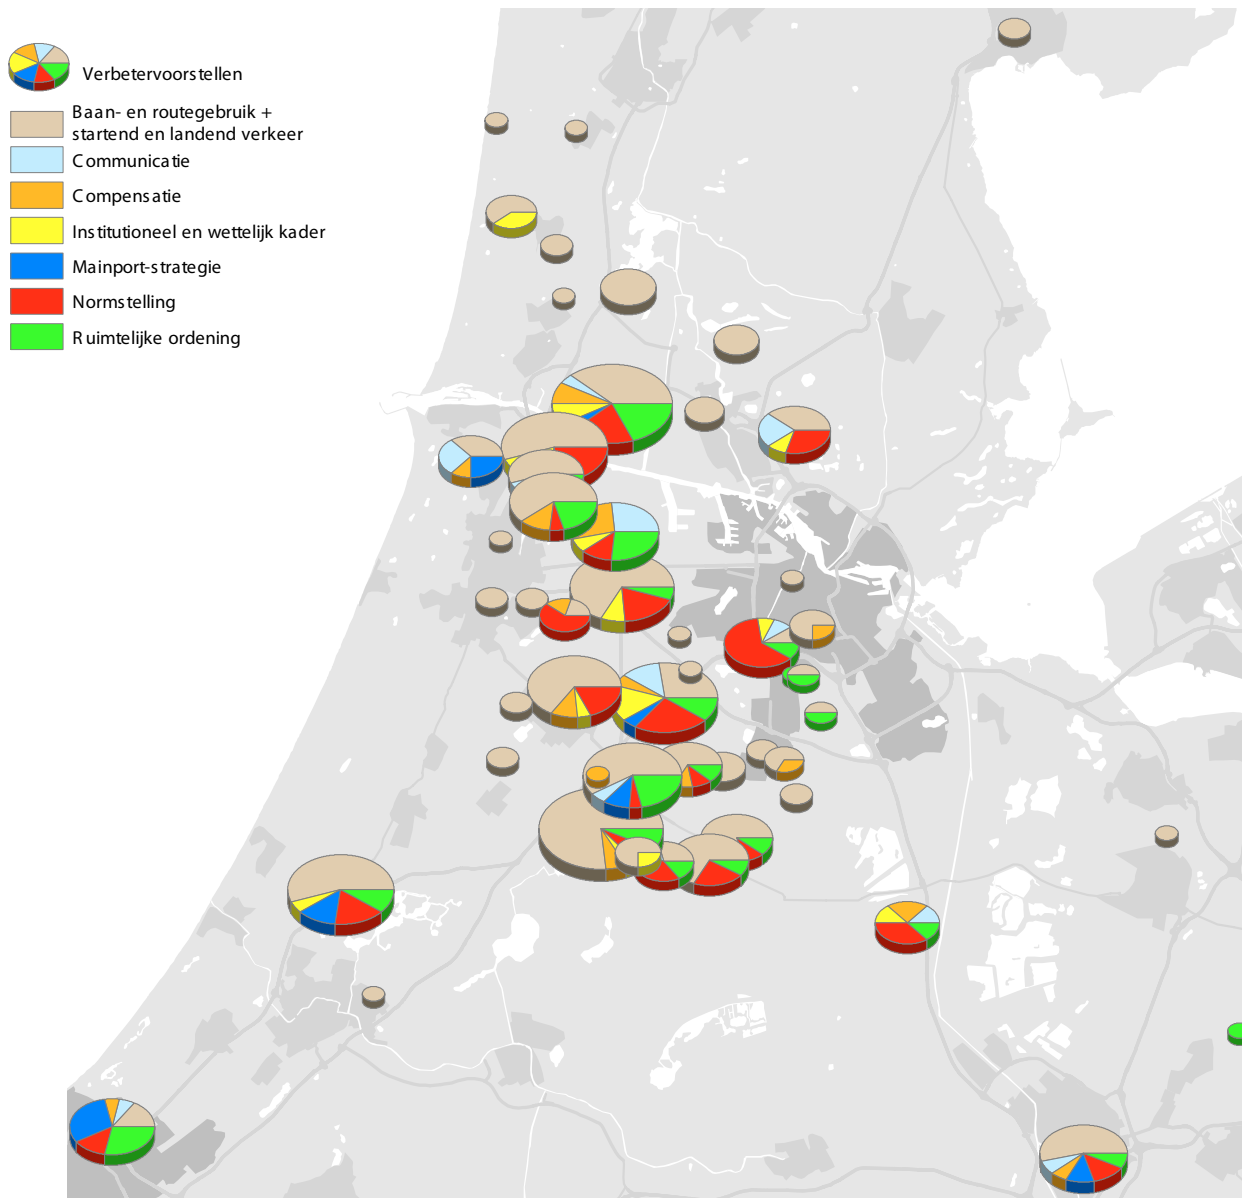 Verbetervoorstellen
Baan- en routegebruik +
startend en landend verkeer
Communicatie
Compensatie
Institutioneel en wettelijk kader
Mainport-strategie
Normstelling
Ruimtelijke ordening